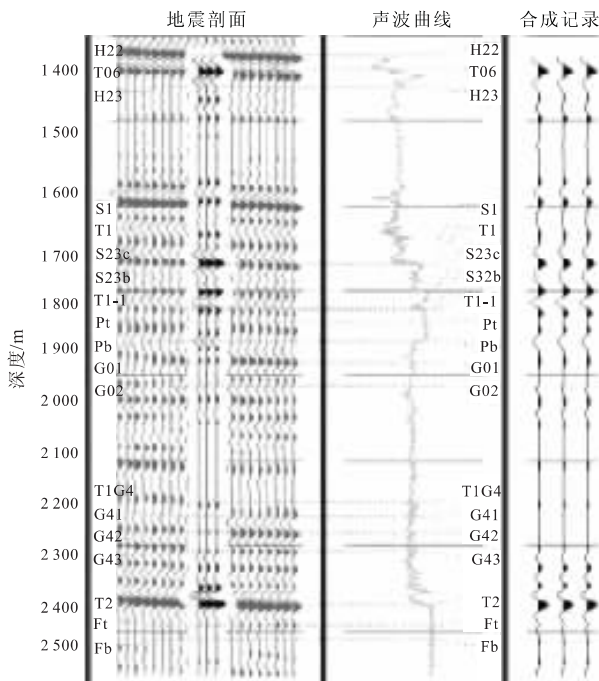 地震剖面 声波曲线 合成记录
深度/m
1 400
1 500
1 600
1 700
1 800
1 900
2 000
2 100
2 200
2 300
2 400
2 500
H22
T06
H23
S1
T1
S23c
S23b
T1-1
Pt
Pb
G01
G02
T1G4
G41
G42
G43
T2
Ft
Fb
H22
T06
H23
S1
T1
S23c
S32b
T1-1
Pt
Pb
G01
G02
T1G4
G41
G42
G43
T2
Ft
Fb